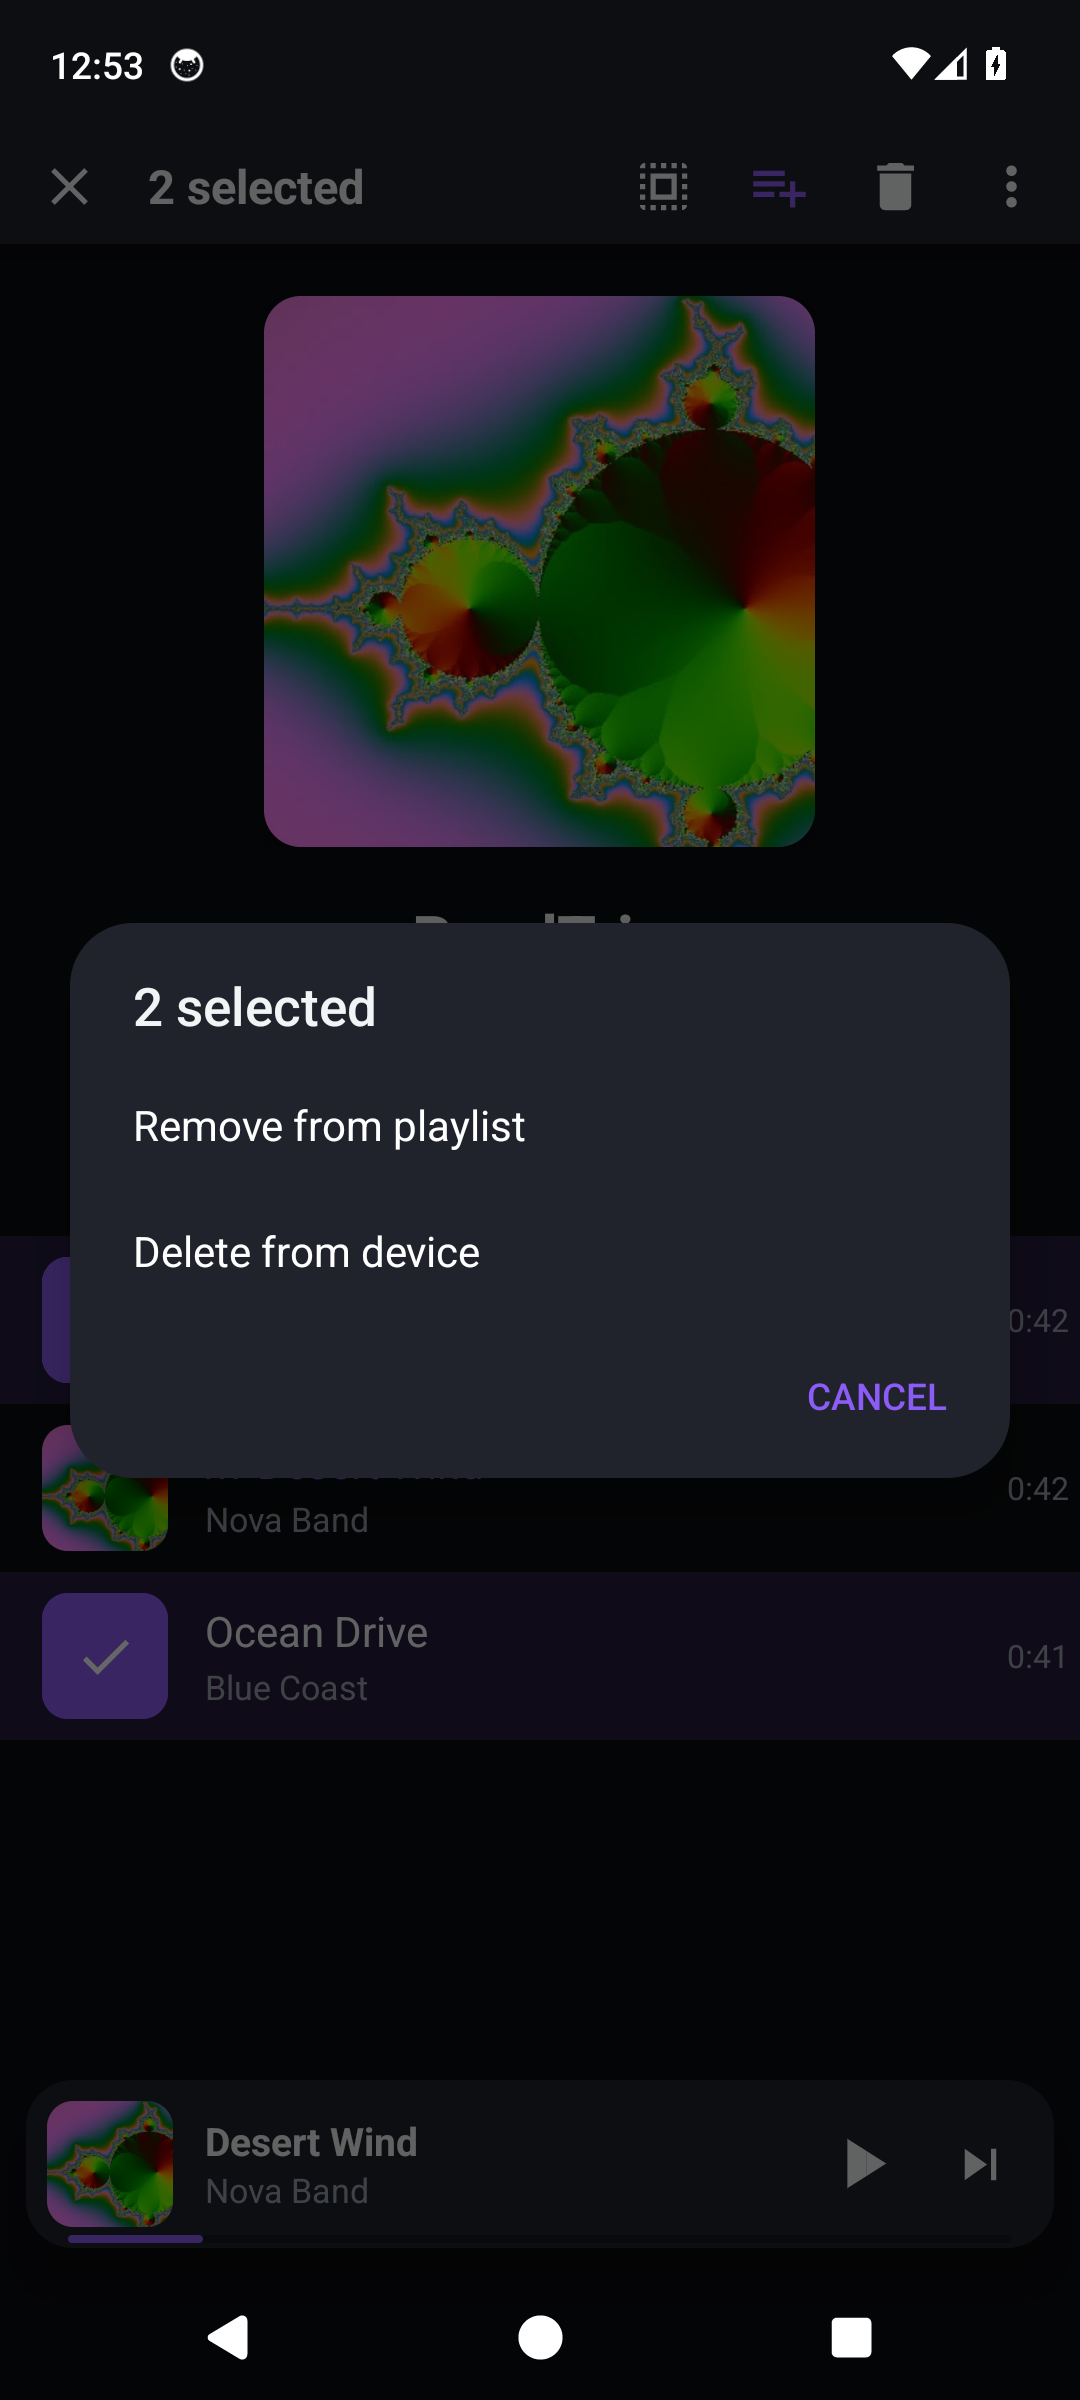 12:53
2 selected
2 selected
Remove from playlist
Delete from device
CANCEL
0:42
0:42
Nova Band
Ocean Drive
Blue Coast
0:41
Desert Wind
Nova Band